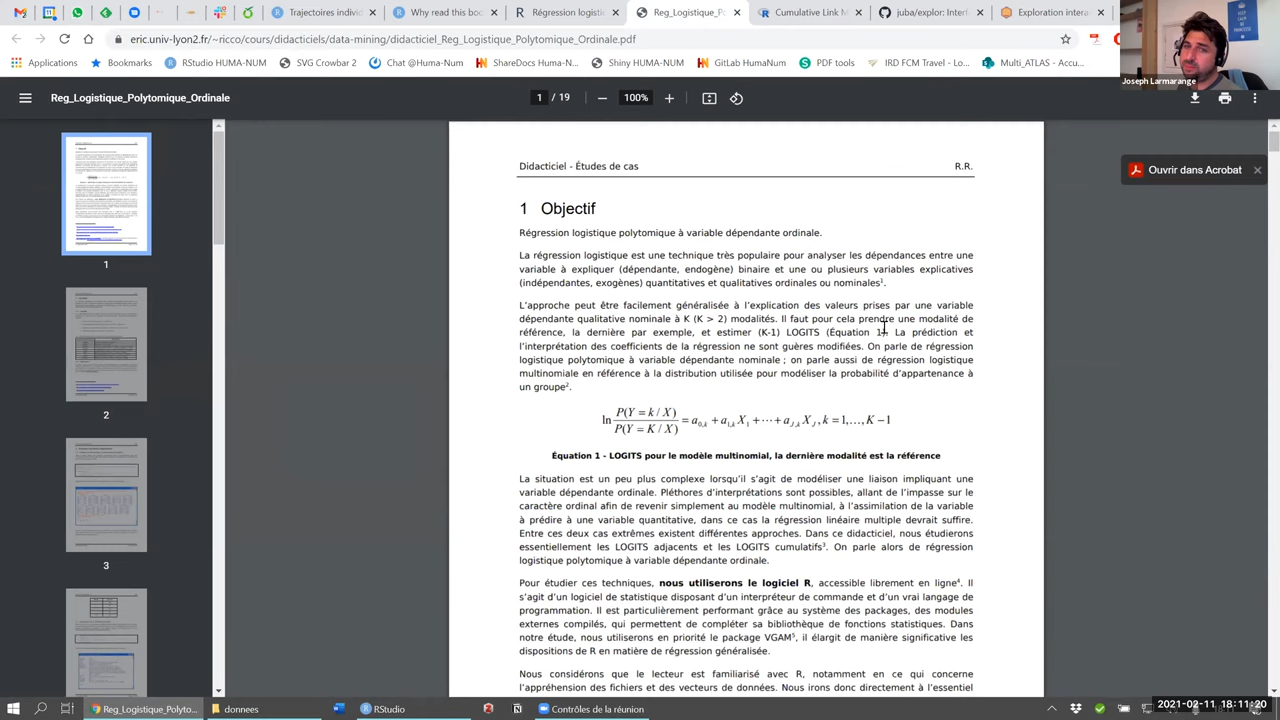 Trajectoires indivi
Why read this boo
Régression logistiq
Reg_Logistique_Po
Cumulative Link M
juba/explor: Interf
Exploration interac
eric.univ-lyon2.fr/~ricco/cours/didacticiels/data-mining/didacticiel_Reg_Logistique_Polytomique_Ordinale.pdf
Applications
Bookmarks
RStudio HUMA-NUM
SVG Crowbar 2
Chat @Huma-Num
ShareDocs Huma-N...
Shiny HUMA-NUM
GitLab HumaNum
PDF tools
IRD FCM Travel - Lo...
Multi_ATLAS - Accu...
KEEP CALM
Joseph Larmarange
Reg_Logistique_Polytomique_Ordinale
1 / 19
100%
Ouvrir dans Acrobat
1
2
3
Didacticiel - Études de cas
R.R.
1 Objectif
Régression logistique polytomique à variable dépendante ordinale.
La régression logistique est une technique très populaire pour analyser les dépendances entre une
variable à expliquer (dépendante, endogène) binaire et une ou plusieurs variables explicatives
(indépendantes, exogènes) quantitatives et qualitatives ordinales ou nominales¹.
L'approche peut être facilement généralisée à l'explication des valeurs prises par une variable
dépendante qualitative nominale à K (K > 2) modalités. Il faut pour cela prendre une modalité de
référence, la dernière par exemple, et estimer (K-1) LOGITS (Équation 1). La prédiction et
l'interprétation des coefficients de la régression ne sont guères modifiées. On parle de régression
logistique polytomique à variable dépendante nominale ; on parle aussi de régression logistique
multinomiale en référence à la distribution utilisée pour modéliser la probabilité d'appartenance à
un groupe².
ln P(Y = k / X) / P(Y = K / X) = a0,k + a1,k X1 + ⋯ + aJ,k XJ , k = 1,…, K − 1
Équation 1 - LOGITS pour le modèle multinomial, la dernière modalité est la référence
La situation est un peu plus complexe lorsqu'il s'agit de modéliser une liaison impliquant une
variable dépendante ordinale. Pléthores d'interprétations sont possibles, allant de l'impasse sur le
caractère ordinal afin de revenir simplement au modèle multinomial, à l'assimilation de la variable
à prédire à une variable quantitative, dans ce cas la régression linéaire multiple devrait suffire.
Entre ces deux cas extrêmes existent différentes approches. Dans ce didacticiel, nous étudierons
essentiellement les LOGITS adjacents et les LOGITS cumulatifs³. On parle alors de régression
logistique polytomique à variable dépendante ordinale.
Pour étudier ces techniques, nous utiliserons le logiciel R, accessible librement en ligne⁴. Il
s'agit d'un logiciel de statistique disposant d'un interpréteur de commande et d'un vrai langage de
programmation. Il est particulièrement performant grâce au système des packages, des modules
externes compilés, qui permettent de compléter sa bibliothèque de fonctions statistiques. Dans
notre étude, nous utiliserons en priorité le package VGAM⁵, il élargit de manière significative les
dispositions de R en matière de régression généralisée.
Nous considérons que le lecteur est familiarisé avec R, notamment en ce qui concerne
l'appréhension des fichiers et des vecteurs de données. Nous irons donc directement à l'essentiel
Reg_Logistique_Polyto...
données
RStudio
Contrôles de la réunion
2021-02-11 18:11:20